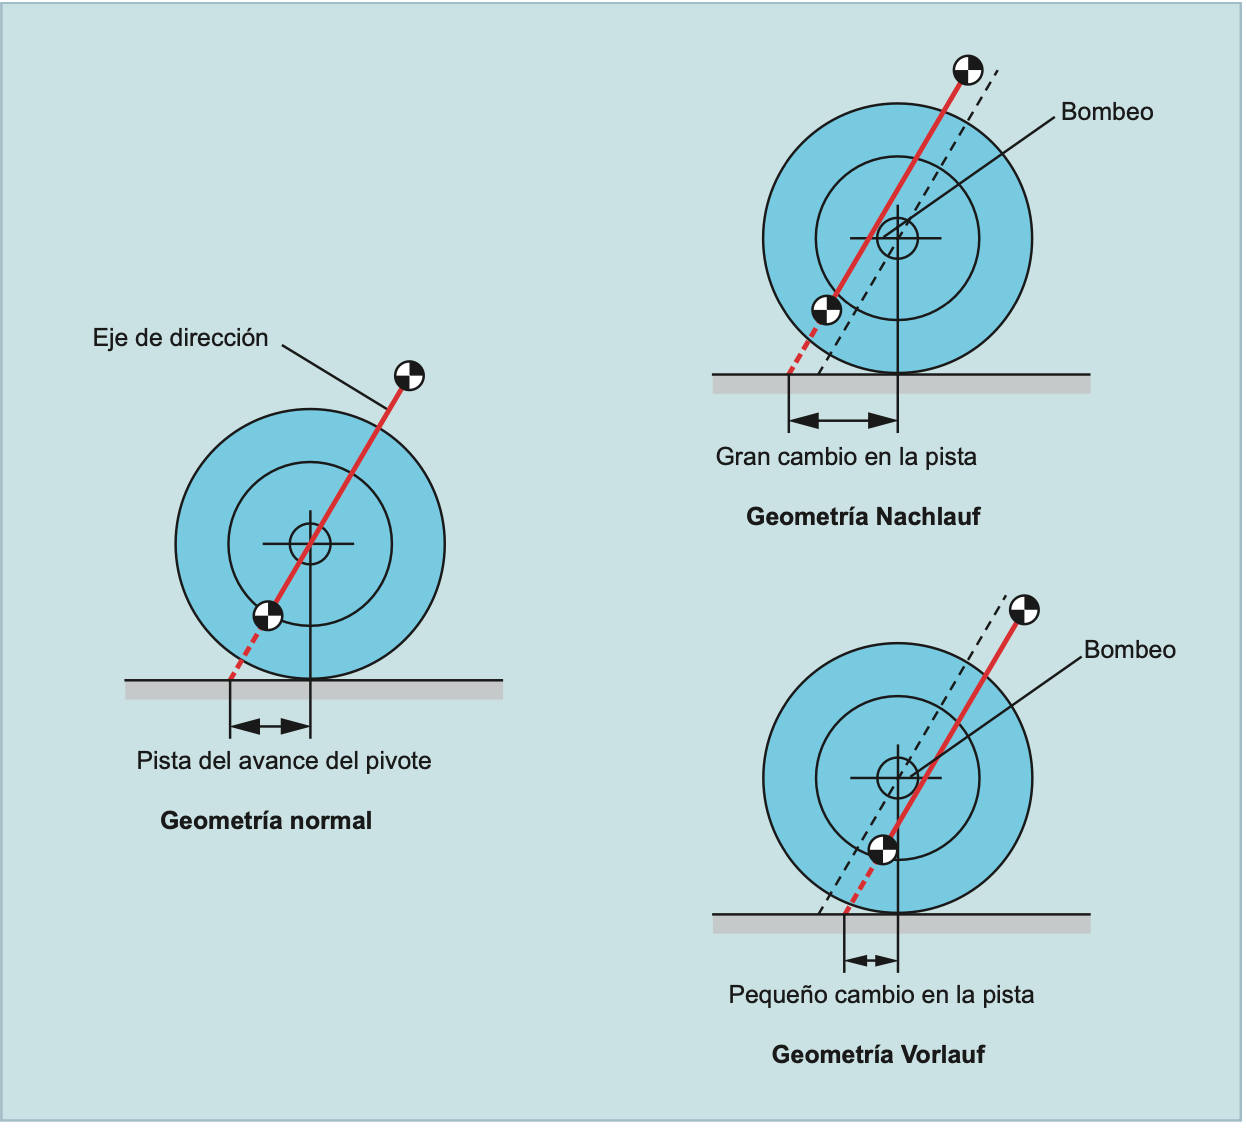 Eje de dirección
Pista del avance del pivote
Geometría normal
Bombeo
Gran cambio en la pista
Geometría Nachlauf
Bombeo
Pequeño cambio en la pista
Geometría Vorlauf